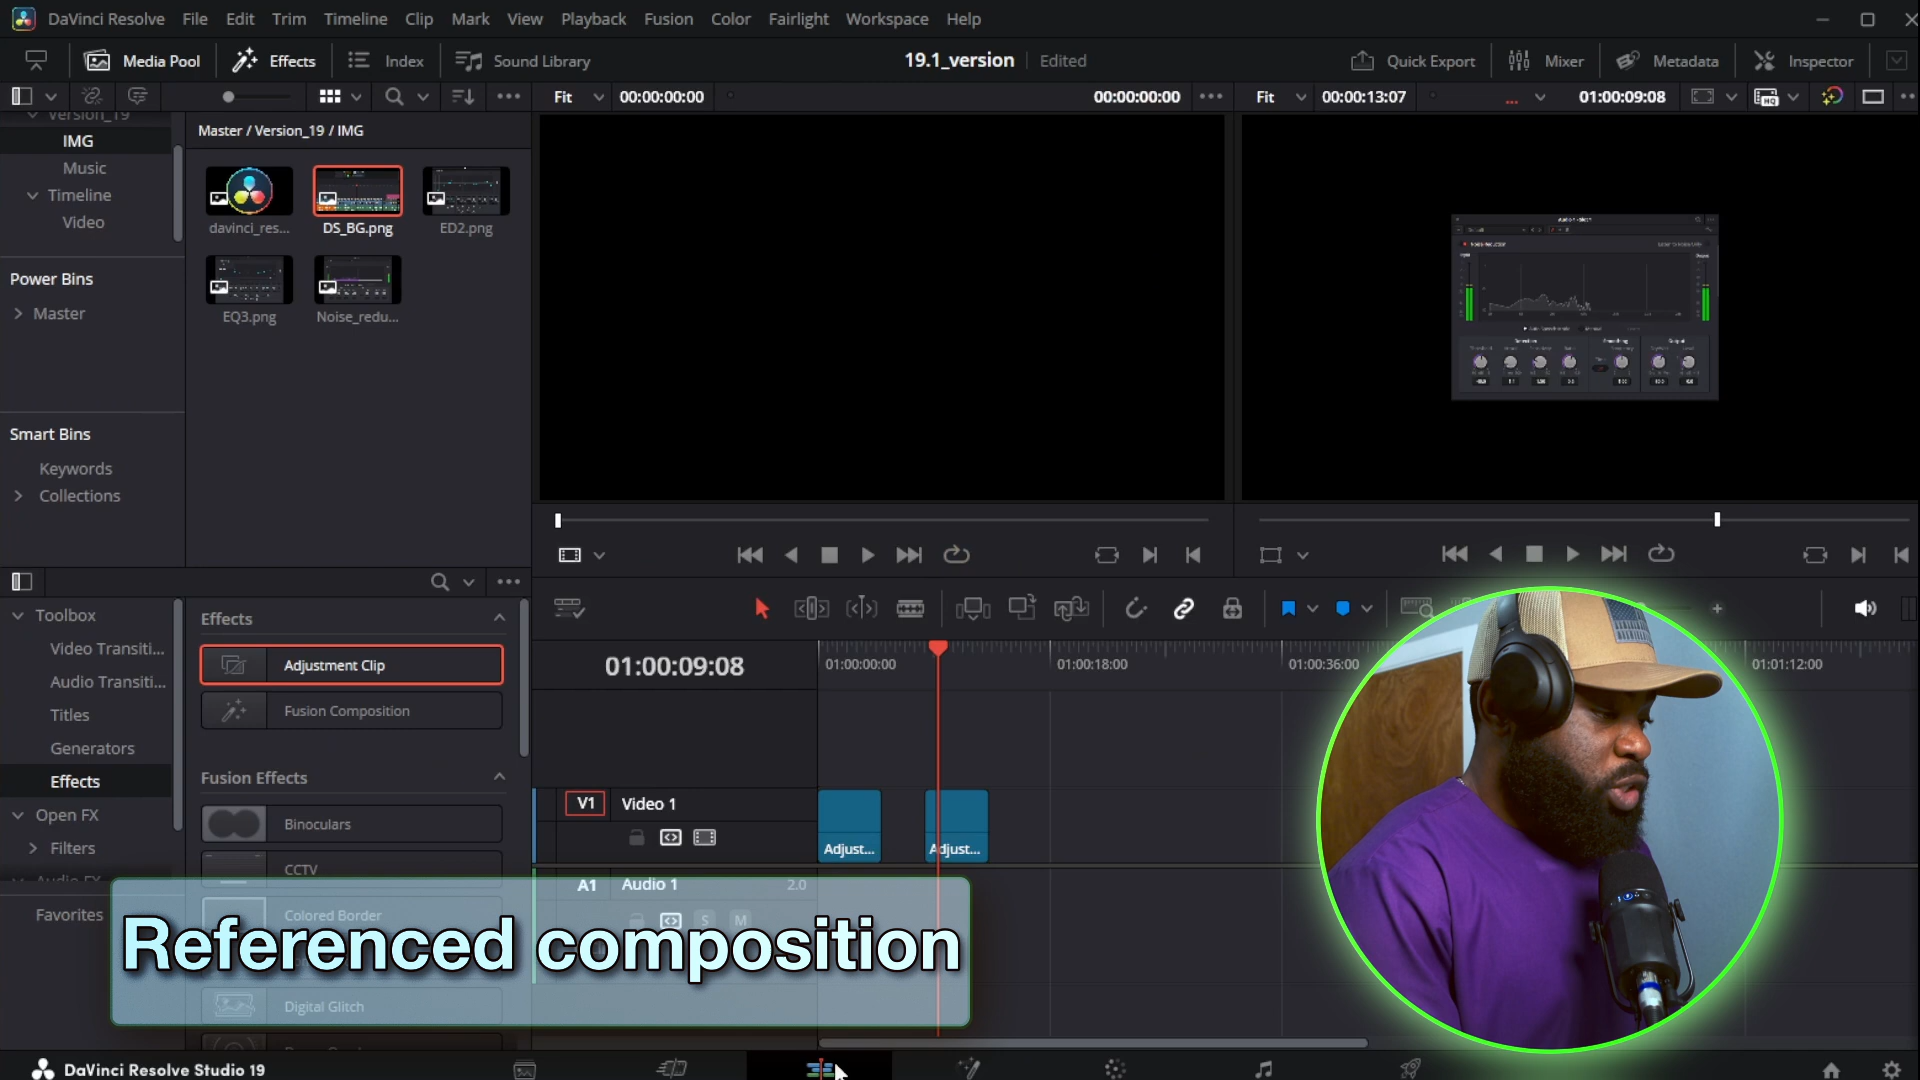 DaVinci Resolve File Edit Trim Timeline Clip Mark View Playback Fusion Color Fairlight Workspace Help
Media Pool Effects Index Sound Library 19.1_version Edited Quick Export Mixer Metadata Inspector
Fit 00:00:00:00 00:00:00:00 Fit 00:00:13:07 01:00:09:08
Version_19
IMG
Music
Timeline
Video
Power Bins
Master
Smart Bins
Keywords
Collections
Master / Version_19 / IMG
davinci_res... DS_BG.png ED2.png
EQ3.png Noise_redu...
Toolbox
Video Transiti...
Audio Transiti...
Titles
Generators
Effects
Open FX
Filters
Audio FX
Favorites
Effects
Adjustment Clip
Fusion Composition
Fusion Effects
Binoculars
CCTV
Colored Border
Digital Glitch
01:00:09:08
01:00:00:00 01:00:18:00 01:00:36:00 01:01:12:00
V1 Video 1
Adjust... Adjust...
A1 Audio 1 2.0
S M
Referenced composition
DaVinci Resolve Studio 19